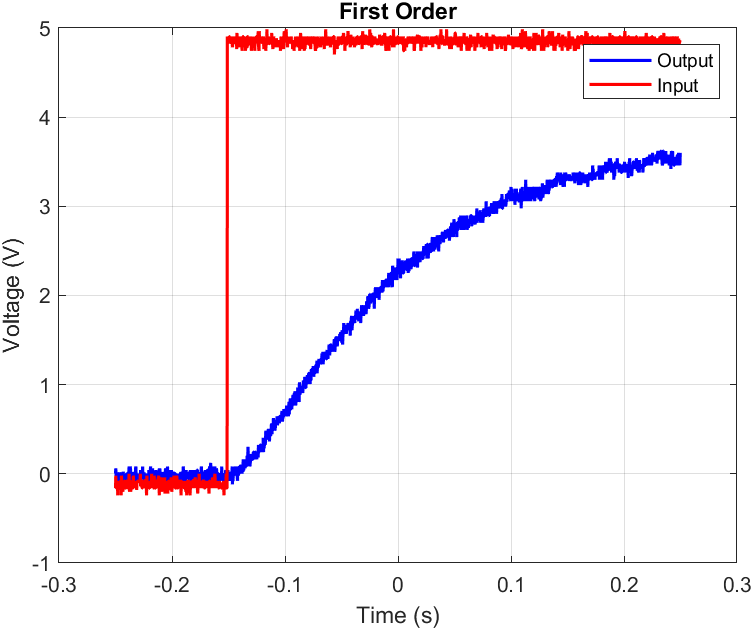 First Order
5
4
3
2
1
0
-1
Voltage (V)
Output
Input
-0.3
-0.2
-0.1
0
0.1
0.2
0.3
Time (s)